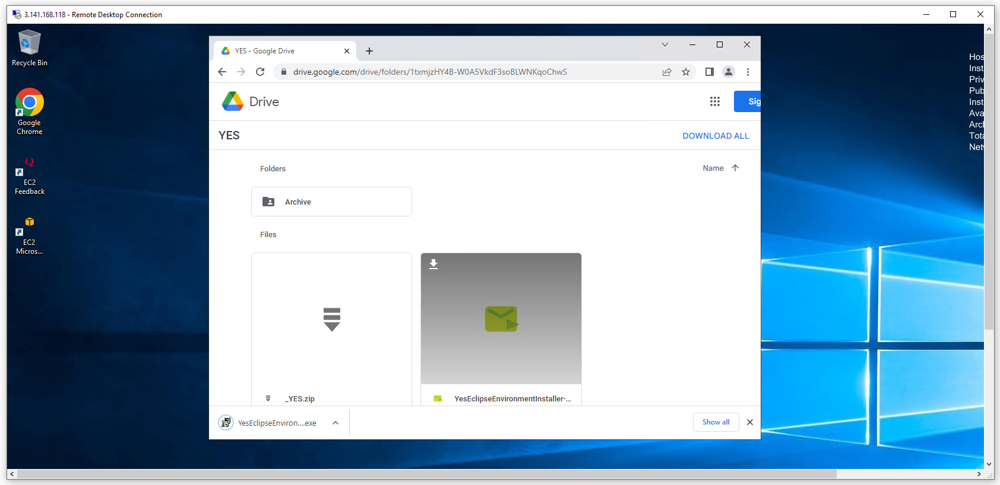 3.141.168.118 - Remote Desktop Connection
Recycle Bin
Google
Chrome
EC2
Feedback
EC2
Micros...
YES - Google Drive
drive.google.com/drive/folders/1txmjzHY4B-W0A5VkdF3soBLWNKqoChwS
Drive
Sig
YES
DOWNLOAD ALL
Folders
Name
Archive
Files
_YES.zip
YesEclipseEnvironmentInstaller-...
YesEclipseEnviron....exe
Show all
Hos
Inst
Priv
Pub
Inst
Ava
Arcl
Tota
Net